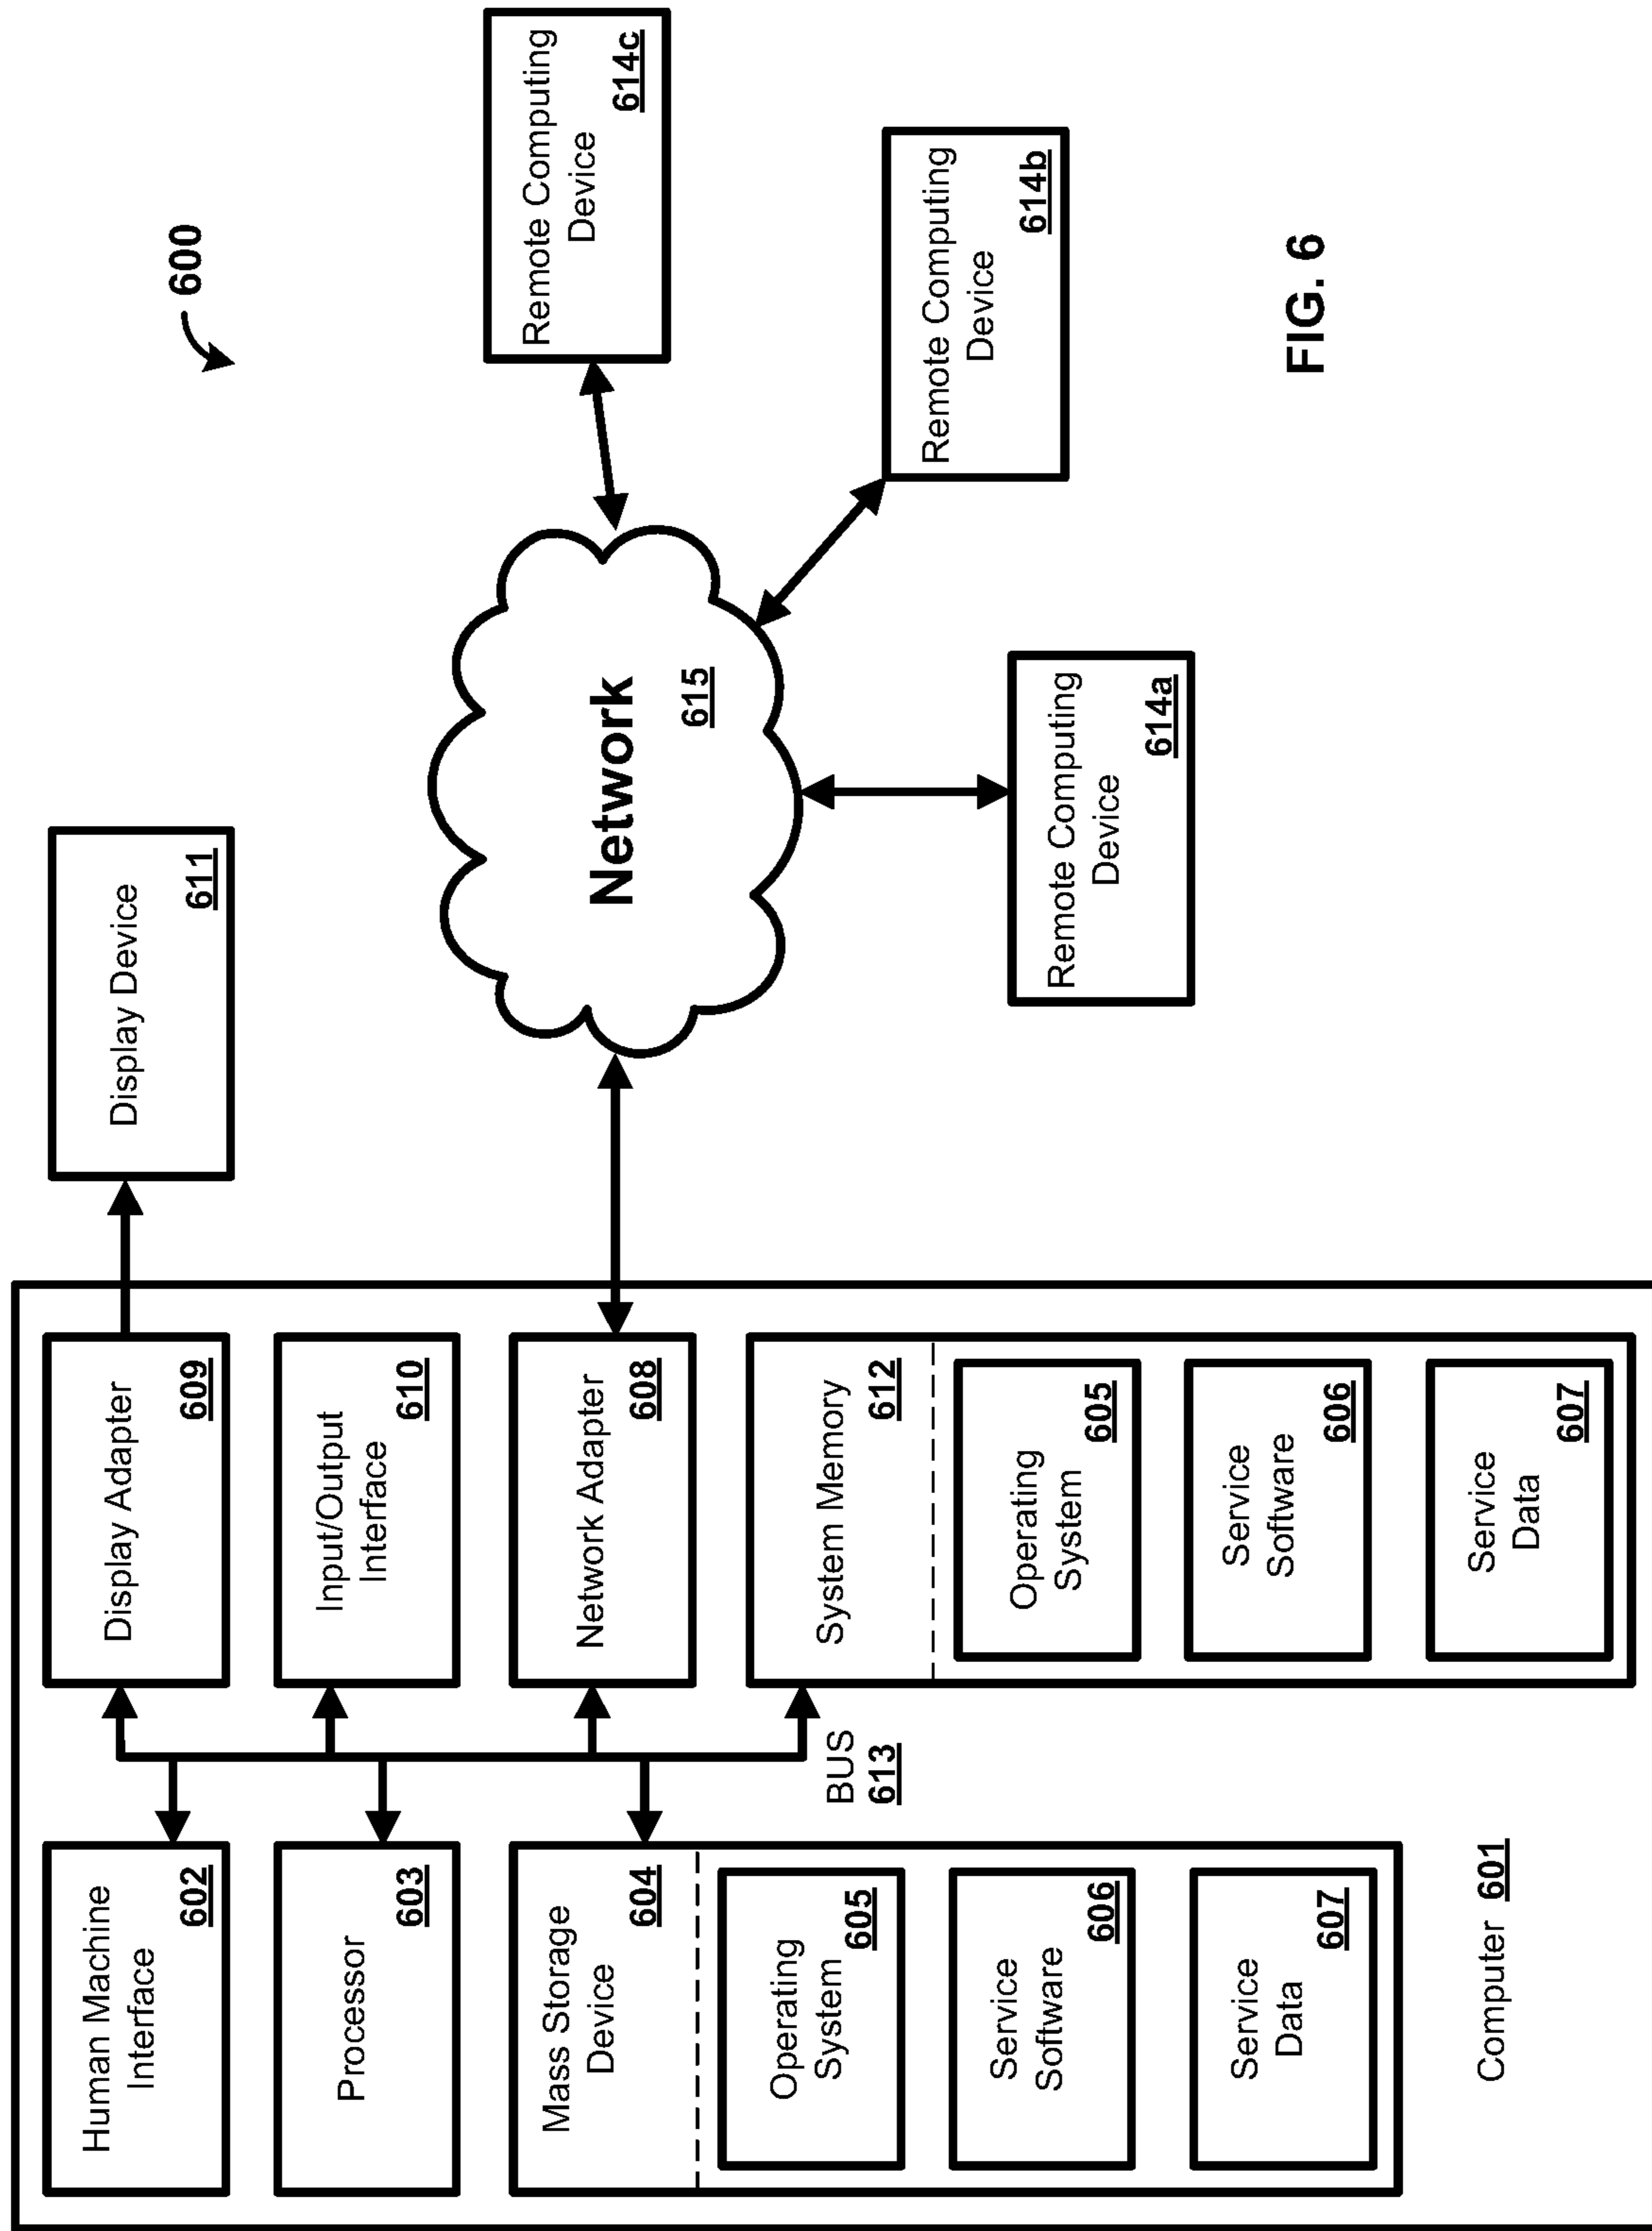 600
Human Machine
Interface
602
Processor
603
Mass Storage
Device
604
Operating
System
605
Service
Software
606
Service
Data
607
Computer 601
BUS
613
Display Adapter
609
Input/Output
Interface
610
Network Adapter
608
System Memory
612
Operating
System
605
Service
Software
606
Service
Data
607
Display Device
611
Network
615
Remote Computing
Device
614a
Remote Computing
Device
614b
Remote Computing
Device
614c
FIG. 6